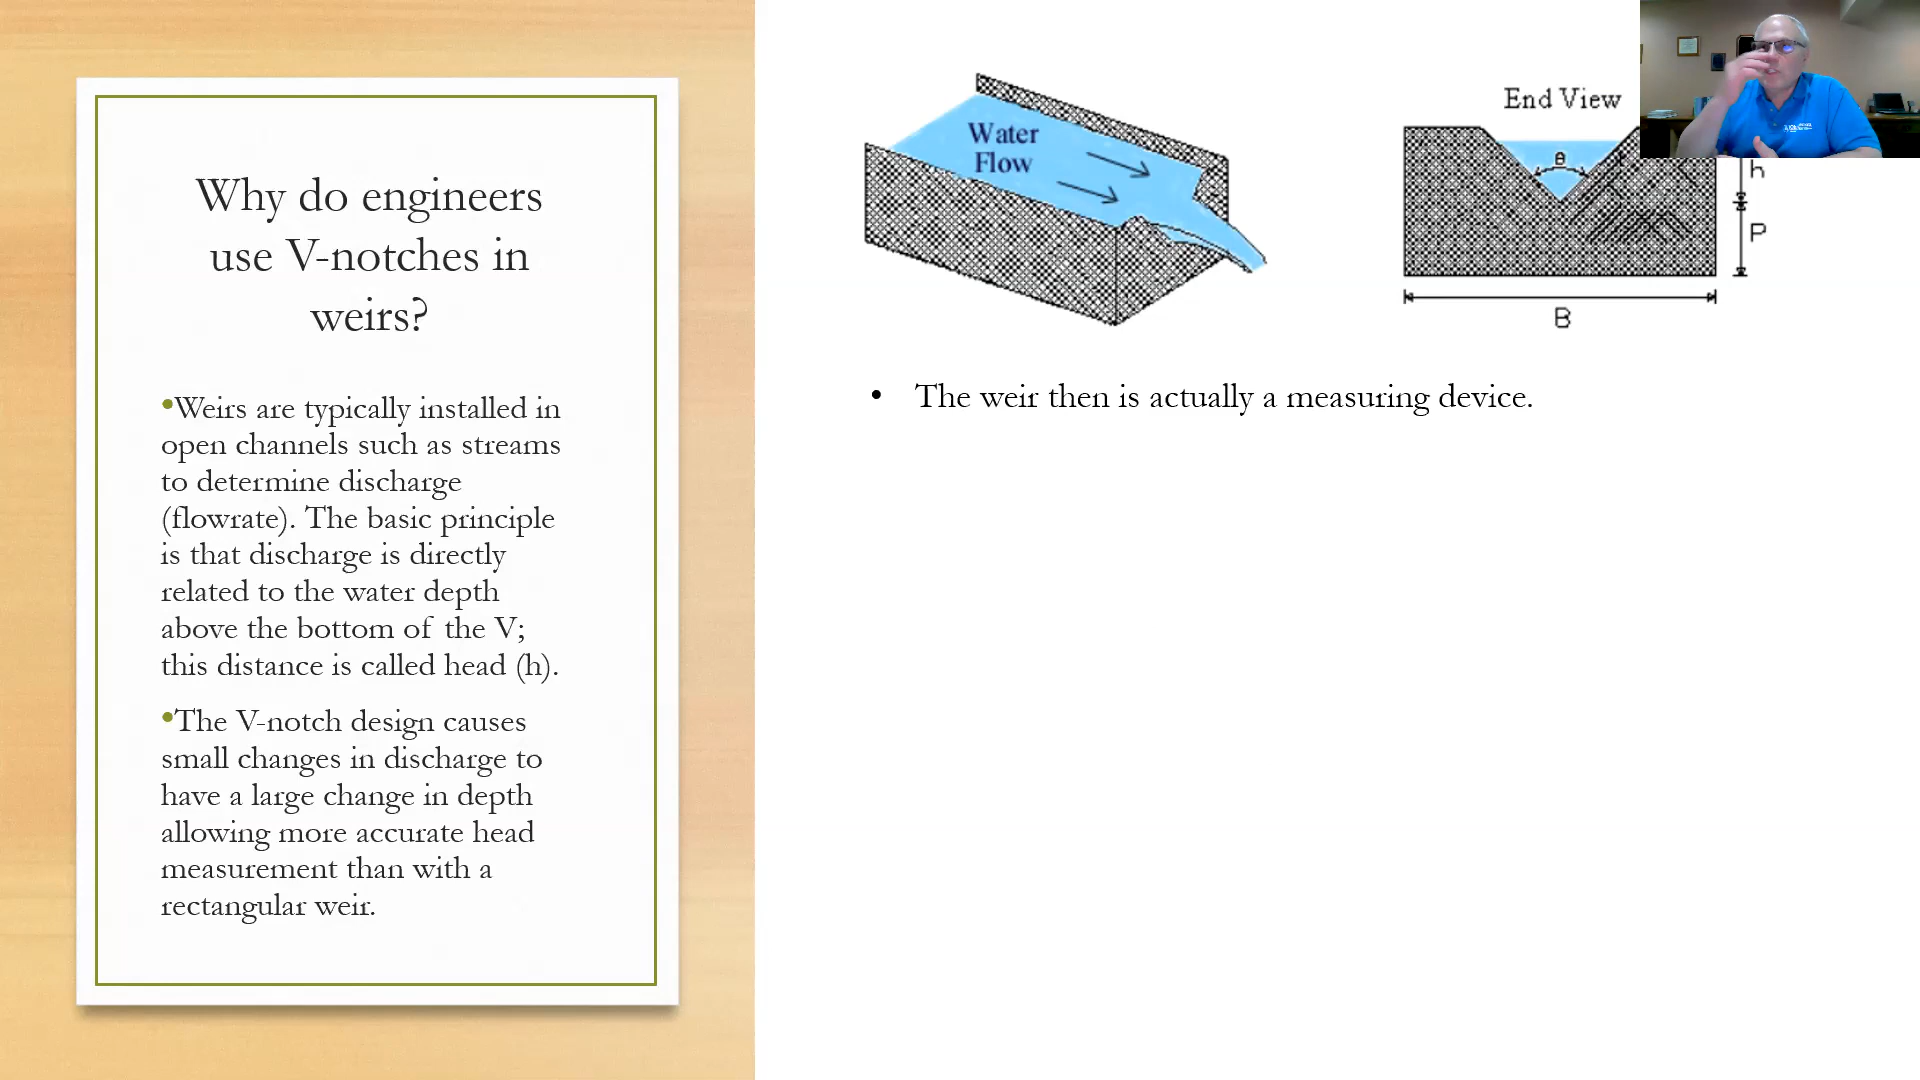 Why do engineers
use V-notches in
weirs?
•Weirs are typically installed in
open channels such as streams
to determine discharge
(flowrate). The basic principle
is that discharge is directly
related to the water depth
above the bottom of the V;
this distance is called head (h).
•The V-notch design causes
small changes in discharge to
have a large change in depth
allowing more accurate head
measurement than with a
rectangular weir.
Water
Flow
End View
θ
h
P
B
• The weir then is actually a measuring device.